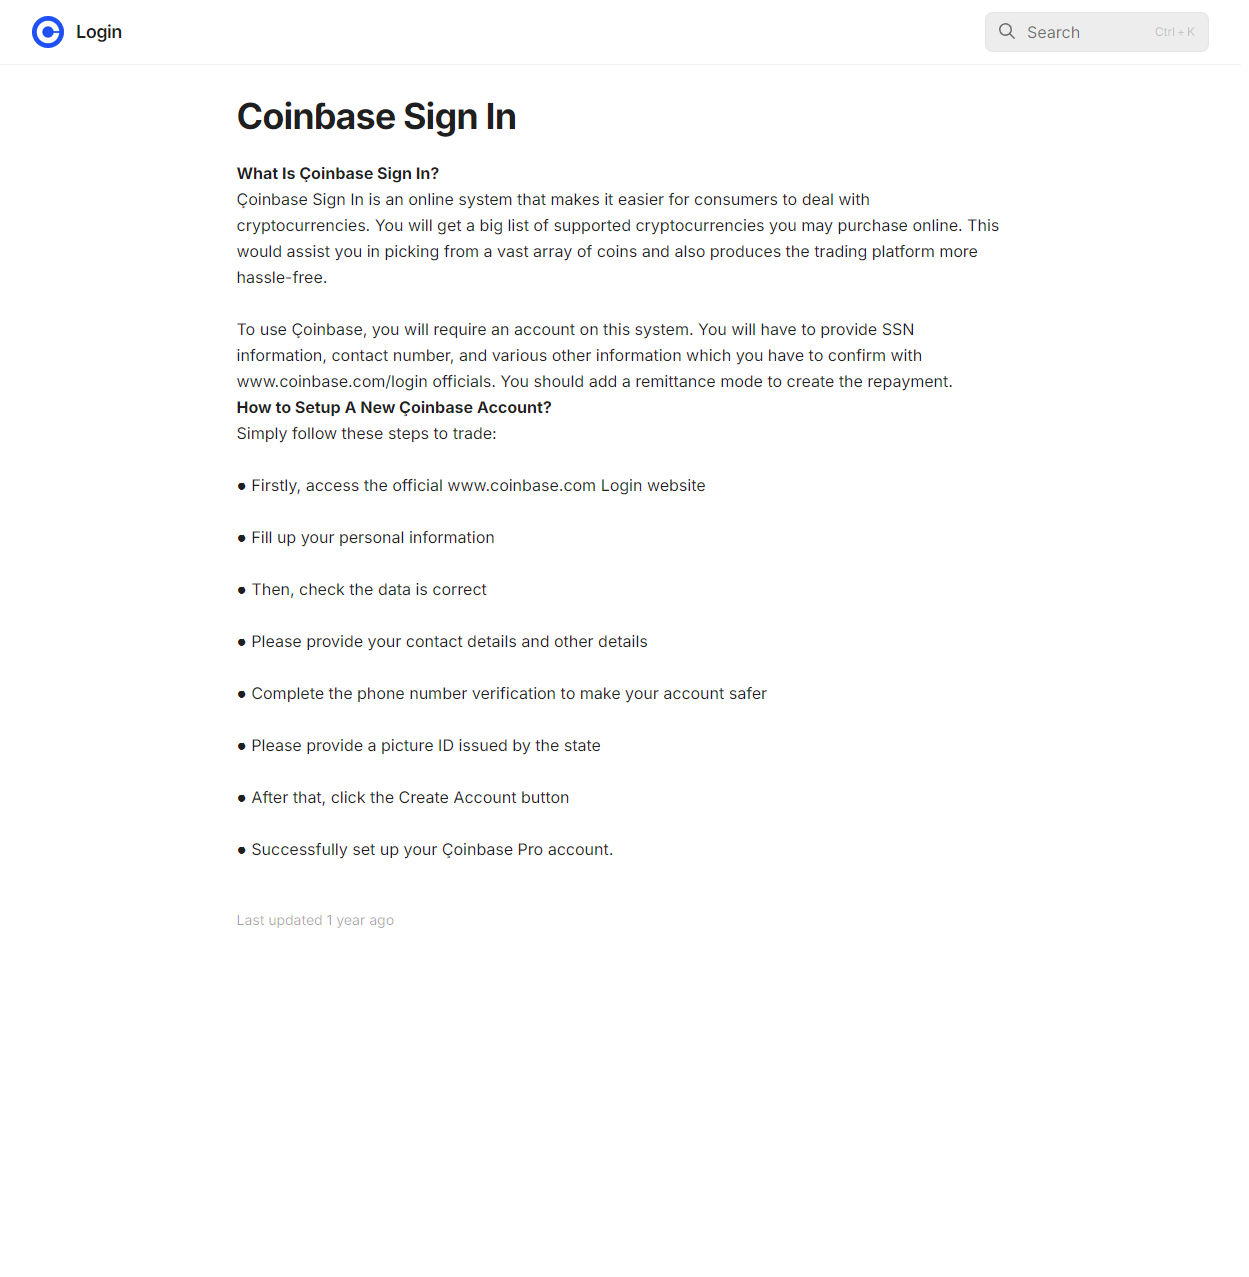 Login
Search
Ctrl + K
Coinɓase Sign In
What Is Çoinbase Sign In?
Çoinbase Sign In is an online system that makes it easier for consumers to deal with
cryptocurrencies. You will get a big list of supported cryptocurrencies you may purchase online. This
would assist you in picking from a vast array of coins and also produces the trading platform more
hassle-free.
To use Çoinbase, you will require an account on this system. You will have to provide SSN
information, contact number, and various other information which you have to confirm with
www.coinbase.com/login officials. You should add a remittance mode to create the repayment.
How to Setup A New Çoinbase Account?
Simply follow these steps to trade:
● Firstly, access the official www.coinbase.com Login website
● Fill up your personal information
● Then, check the data is correct
● Please provide your contact details and other details
● Complete the phone number verification to make your account safer
● Please provide a picture ID issued by the state
● After that, click the Create Account button
● Successfully set up your Çoinbase Pro account.
Last updated 1 year ago